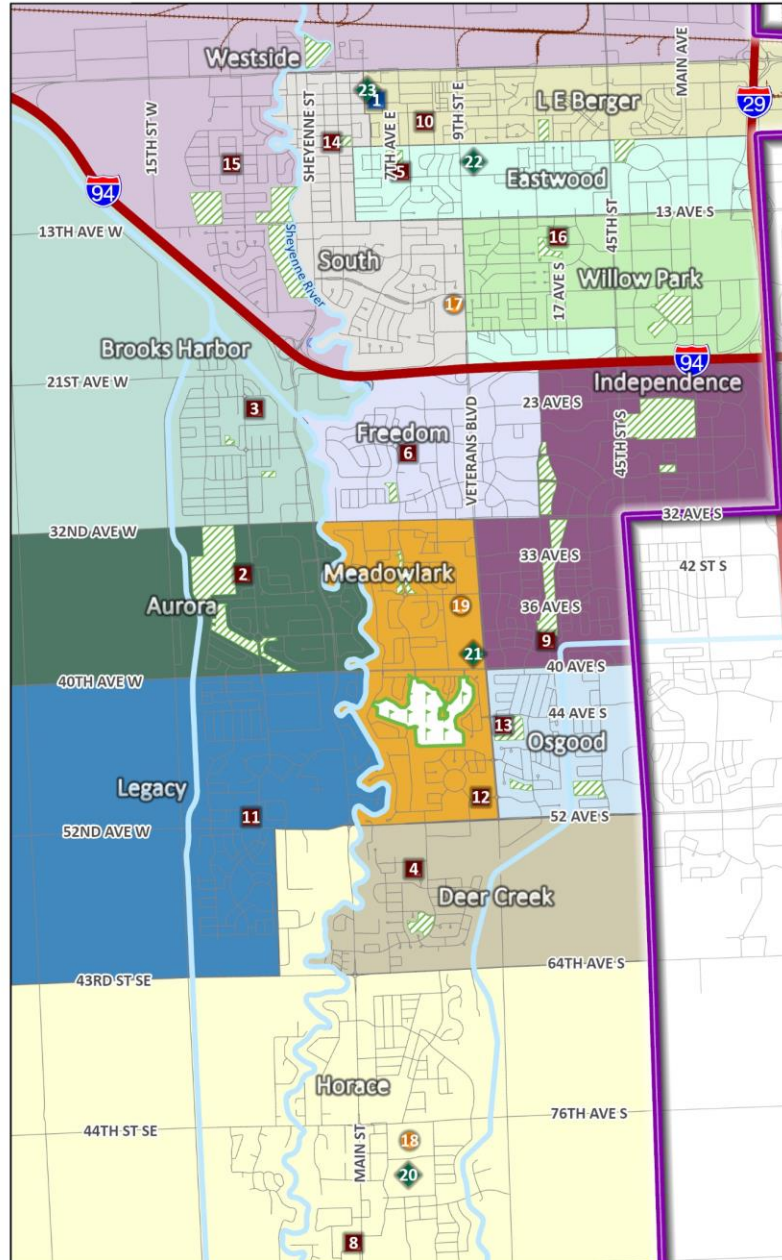 Westside
SHEYENNE ST
MAIN AVE
23
1
7TH AVE E
10
9TH ST E
L E Berger
29
15TH ST W
14
15
5
22
Eastwood
94
13 AVE S
13TH AVE W
45TH ST
16
Sheyenne River
South
17
17 AVE S
Willow Park
Brooks Harbor
94
21ST AVE W
Independence
3
23 AVE S
VETERANS BLVD
Freedom
6
45TH ST S
32 AVE S
32ND AVE W
33 AVE S
42 ST S
2
Meadowlark
Aurora
19
36 AVE S
9
21
40 AVE S
40TH AVE W
44 AVE S
13
Osgood
Legacy
12
11
52 AVE S
52ND AVE W
4
Deer Creek
64TH AVE S
43RD ST SE
Horace
76TH AVE S
44TH ST SE
MAIN ST
18
20
8